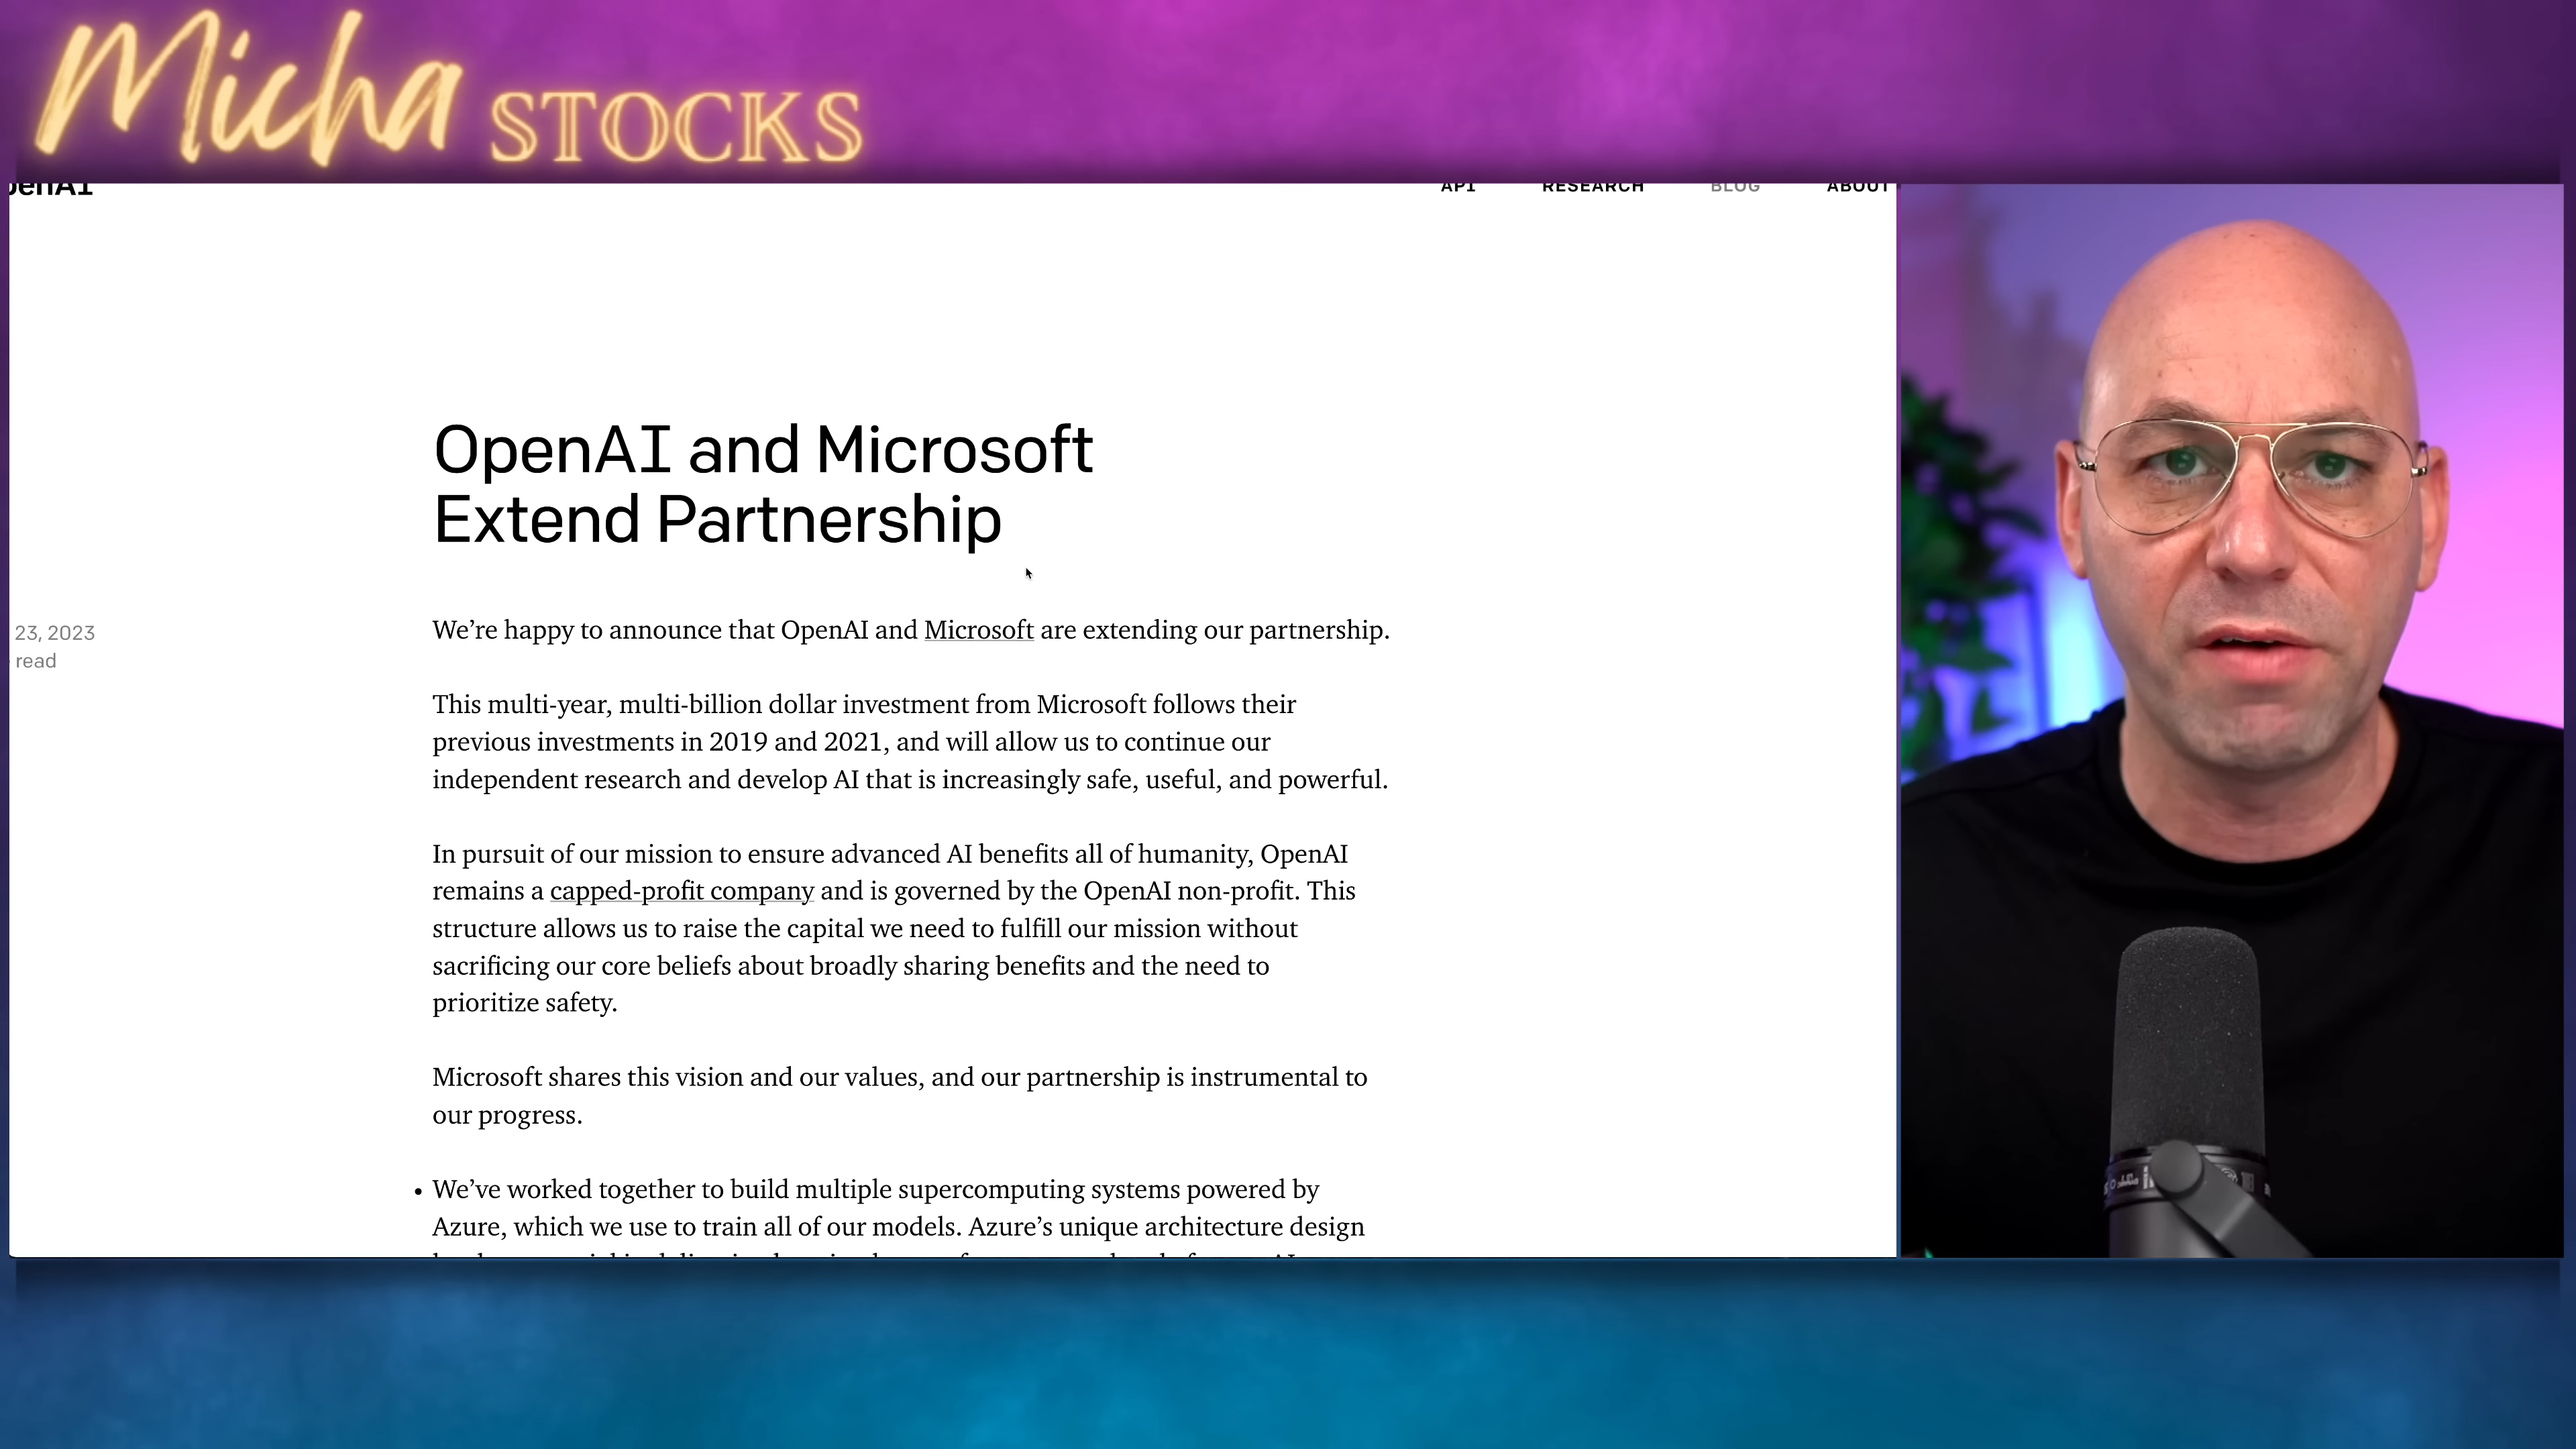 Micha STOCKS
API RESEARCH BLOG ABOUT
OpenAI and Microsoft
Extend Partnership
23, 2023
read
We’re happy to announce that OpenAI and Microsoft are extending our partnership.
This multi-year, multi-billion dollar investment from Microsoft follows their
previous investments in 2019 and 2021, and will allow us to continue our
independent research and develop AI that is increasingly safe, useful, and powerful.
In pursuit of our mission to ensure advanced AI benefits all of humanity, OpenAI
remains a capped-profit company and is governed by the OpenAI non-profit. This
structure allows us to raise the capital we need to fulfill our mission without
sacrificing our core beliefs about broadly sharing benefits and the need to
prioritize safety.
Microsoft shares this vision and our values, and our partnership is instrumental to
our progress.
• We’ve worked together to build multiple supercomputing systems powered by
Azure, which we use to train all of our models. Azure’s unique architecture design